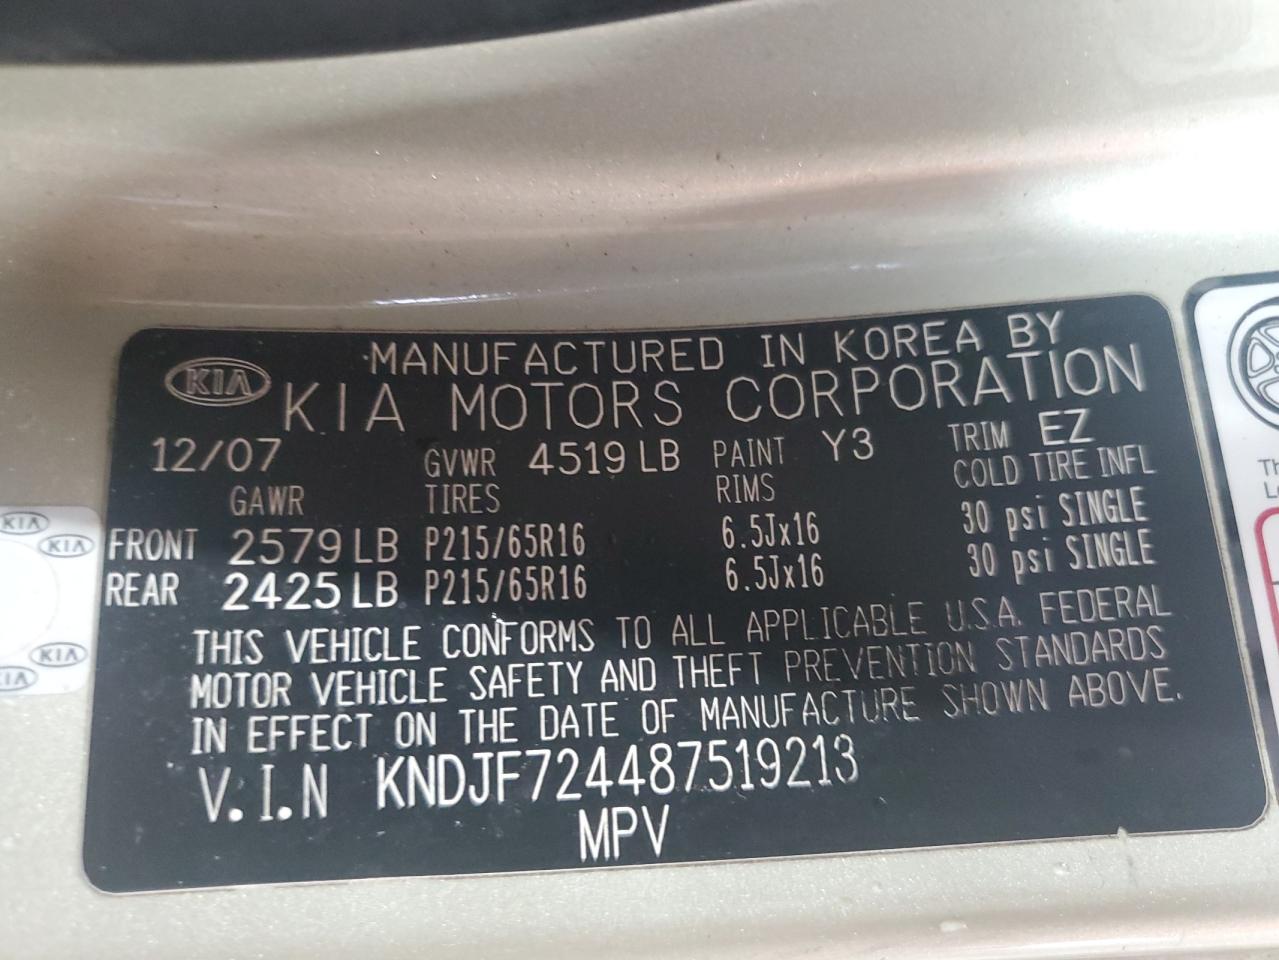 MANUFACTURED IN KOREA BY
KIA KIA MOTORS CORPORATION
12/07 GVWR 4519 LB PAINT Y3 TRIM EZ
GAWR TIRES RIMS COLD TIRE INFL
FRONT 2579 LB P215/65R16 6.5Jx16 30 psi SINGLE
REAR 2425 LB P215/65R16 6.5Jx16 30 psi SINGLE
THIS VEHICLE CONFORMS TO ALL APPLICABLE U.S.A. FEDERAL
MOTOR VEHICLE SAFETY AND THEFT PREVENTION STANDARDS
IN EFFECT ON THE DATE OF MANUFACTURE SHOWN ABOVE.
V.I.N KNDJF724487519213
MPV
KIA
KIA
KIA
KIA